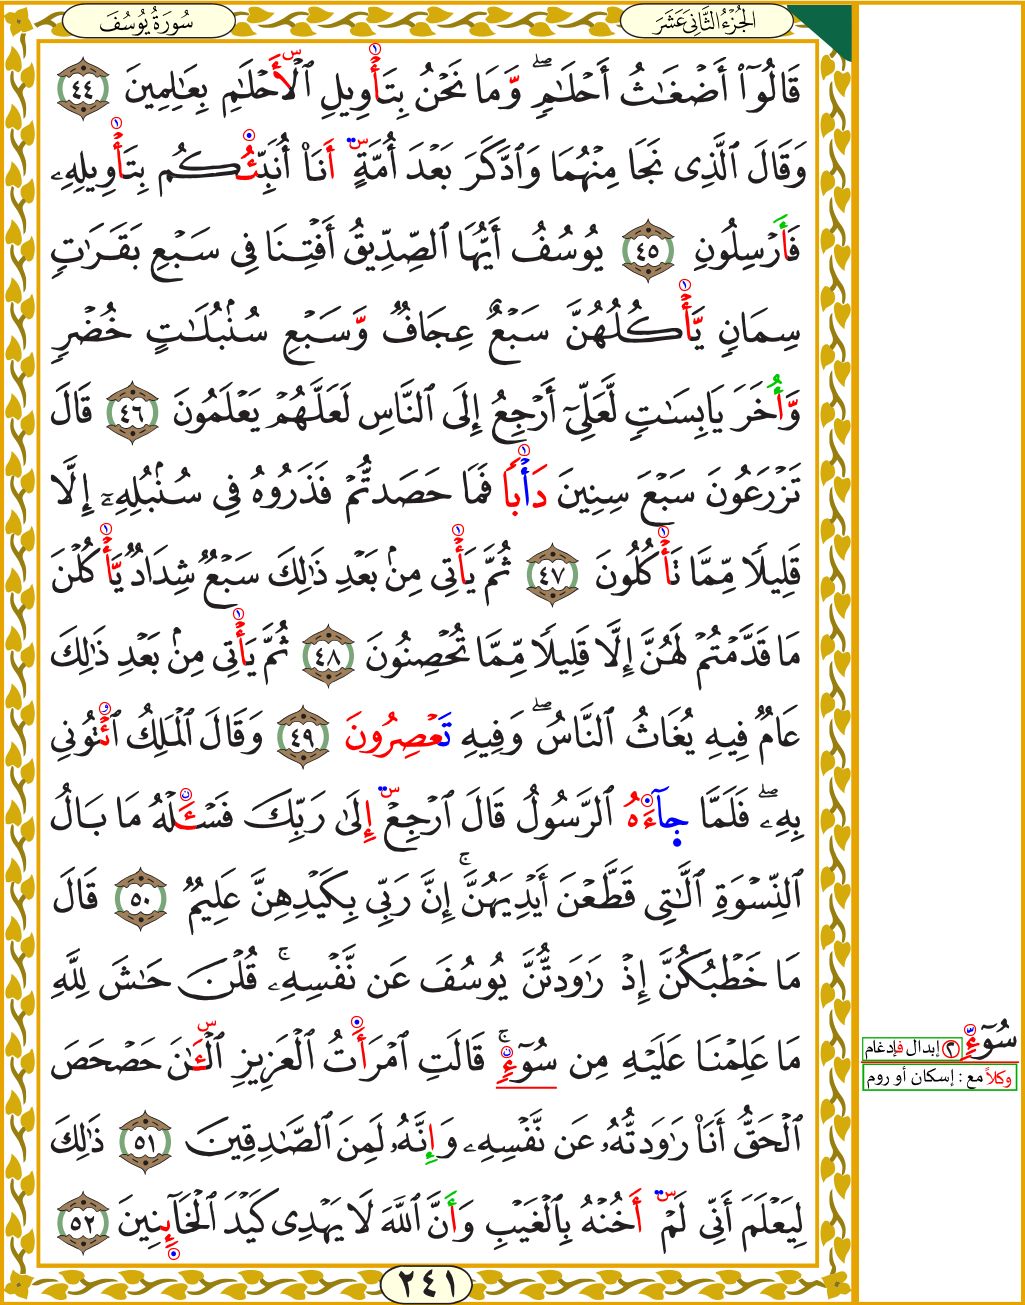 الجُزْءُ الثَّانِي عَشَرَ
سُورَةُ يُوسُفَ
قَالُوٓا۟ أَضْغَـٰثُ أَحْلَـٰمٍۢ ۖ وَمَا نَحْنُ بِتَأْوِيلِ ٱلْأَحْلَـٰمِ بِعَـٰلِمِينَ ٤٤
وَقَالَ ٱلَّذِى نَجَا مِنْهُمَا وَٱدَّكَرَ بَعْدَ أُمَّةٍ أَنَا۠ أُنَبِّئُكُم بِتَأْوِيلِهِۦ
فَأَرْسِلُونِ ٤٥ يُوسُفُ أَيُّهَا ٱلصِّدِّيقُ أَفْتِنَا فِى سَبْعِ بَقَرَٰتٍۢ
سِمَانٍۢ يَأْكُلُهُنَّ سَبْعٌ عِجَافٌۭ وَسَبْعِ سُنۢبُلَـٰتٍ خُضْرٍۢ
وَأُخَرَ يَابِسَـٰتٍۢ لَّعَلِّىٓ أَرْجِعُ إِلَى ٱلنَّاسِ لَعَلَّهُمْ يَعْلَمُونَ ٤٦ قَالَ
تَزْرَعُونَ سَبْعَ سِنِينَ دَأْبًۭا فَمَا حَصَدتُّمْ فَذَرُوهُ فِى سُنۢبُلِهِۦٓ إِلَّا
قَلِيلًۭا مِّمَّا تَأْكُلُونَ ٤٧ ثُمَّ يَأْتِى مِنۢ بَعْدِ ذَٰلِكَ سَبْعٌۭ شِدَادٌۭ يَأْكُلْنَ
مَا قَدَّمْتُمْ لَهُنَّ إِلَّا قَلِيلًۭا مِّمَّا تُحْصِنُونَ ٤٨ ثُمَّ يَأْتِى مِنۢ بَعْدِ ذَٰلِكَ
عَامٌۭ فِيهِ يُغَاثُ ٱلنَّاسُ ۖ وَفِيهِ تَعْصِرُونَ ٤٩ وَقَالَ ٱلْمَلِكُ ٱئْتُونِى
بِهِۦ ۖ فَلَمَّا جَآءَهُ ٱلرَّسُولُ قَالَ ٱرْجِعْ إِلَىٰ رَبِّكَ فَسْـَٔلْهُ مَا بَالُ
ٱلنِّسْوَةِ ٱلَّـٰتِى قَطَّعْنَ أَيْدِيَهُنَّ ۚ إِنَّ رَبِّى بِكَيْدِهِنَّ عَلِيمٌۭ ٥٠ قَالَ
مَا خَطْبُكُنَّ إِذْ رَٰوَدتُّنَّ يُوسُفَ عَن نَّفْسِهِۦ ۚ قُلْنَ حَـٰشَ لِلَّهِ
مَا عَلِمْنَا عَلَيْهِ مِن سُوٓءٍۢ ۚ قَالَتِ ٱمْرَأَتُ ٱلْعَزِيزِ ٱلْـَٔـٰنَ حَصْحَصَ
ٱلْحَقُّ أَنَا۠ رَٰوَدتُّهُۥ عَن نَّفْسِهِۦ وَإِنَّهُۥ لَمِنَ ٱلصَّـٰدِقِينَ ٥١ ذَٰلِكَ
لِيَعْلَمَ أَنِّى لَمْ أَخُنْهُ بِٱلْغَيْبِ وَأَنَّ ٱللَّهَ لَا يَهْدِى كَيْدَ ٱلْخَآئِنِينَ ٥٢
سُوٓءٍ ٢ إبدال فإدغام
وكلاً مع : إسكان أو روم
٢٤١